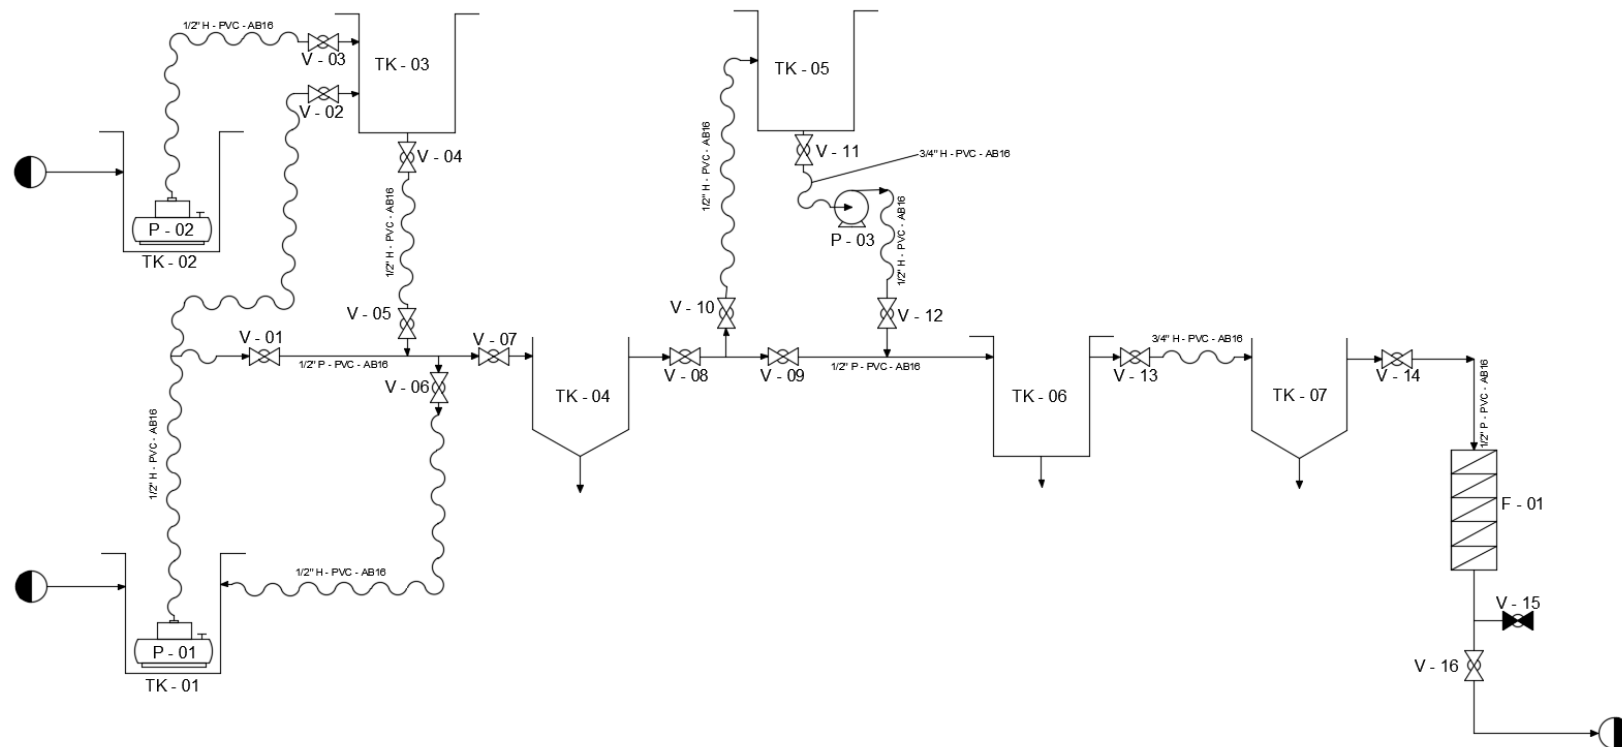 1/2" H - PVC - AB16
V - 03
TK - 03
V - 02
V - 04
P - 02
TK - 02
1/2" H - PVC - AB16
V - 05
V - 01
1/2" P - PVC - AB16
V - 06
V - 07
1/2" H - PVC - AB16
1/2" H - PVC - AB16
P - 01
TK - 01
TK - 04
V - 08
V - 10
V - 09
1/2" H - PVC - AB16
TK - 05
V - 11
3/4" H - PVC - AB16
P - 03
1/2" H - PVC - AB16
V - 12
1/2" P - PVC - AB16
TK - 06
V - 13
3/4" H - PVC - AB16
TK - 07
V - 14
1/2" P - PVC - AB16
F - 01
V - 15
V - 16